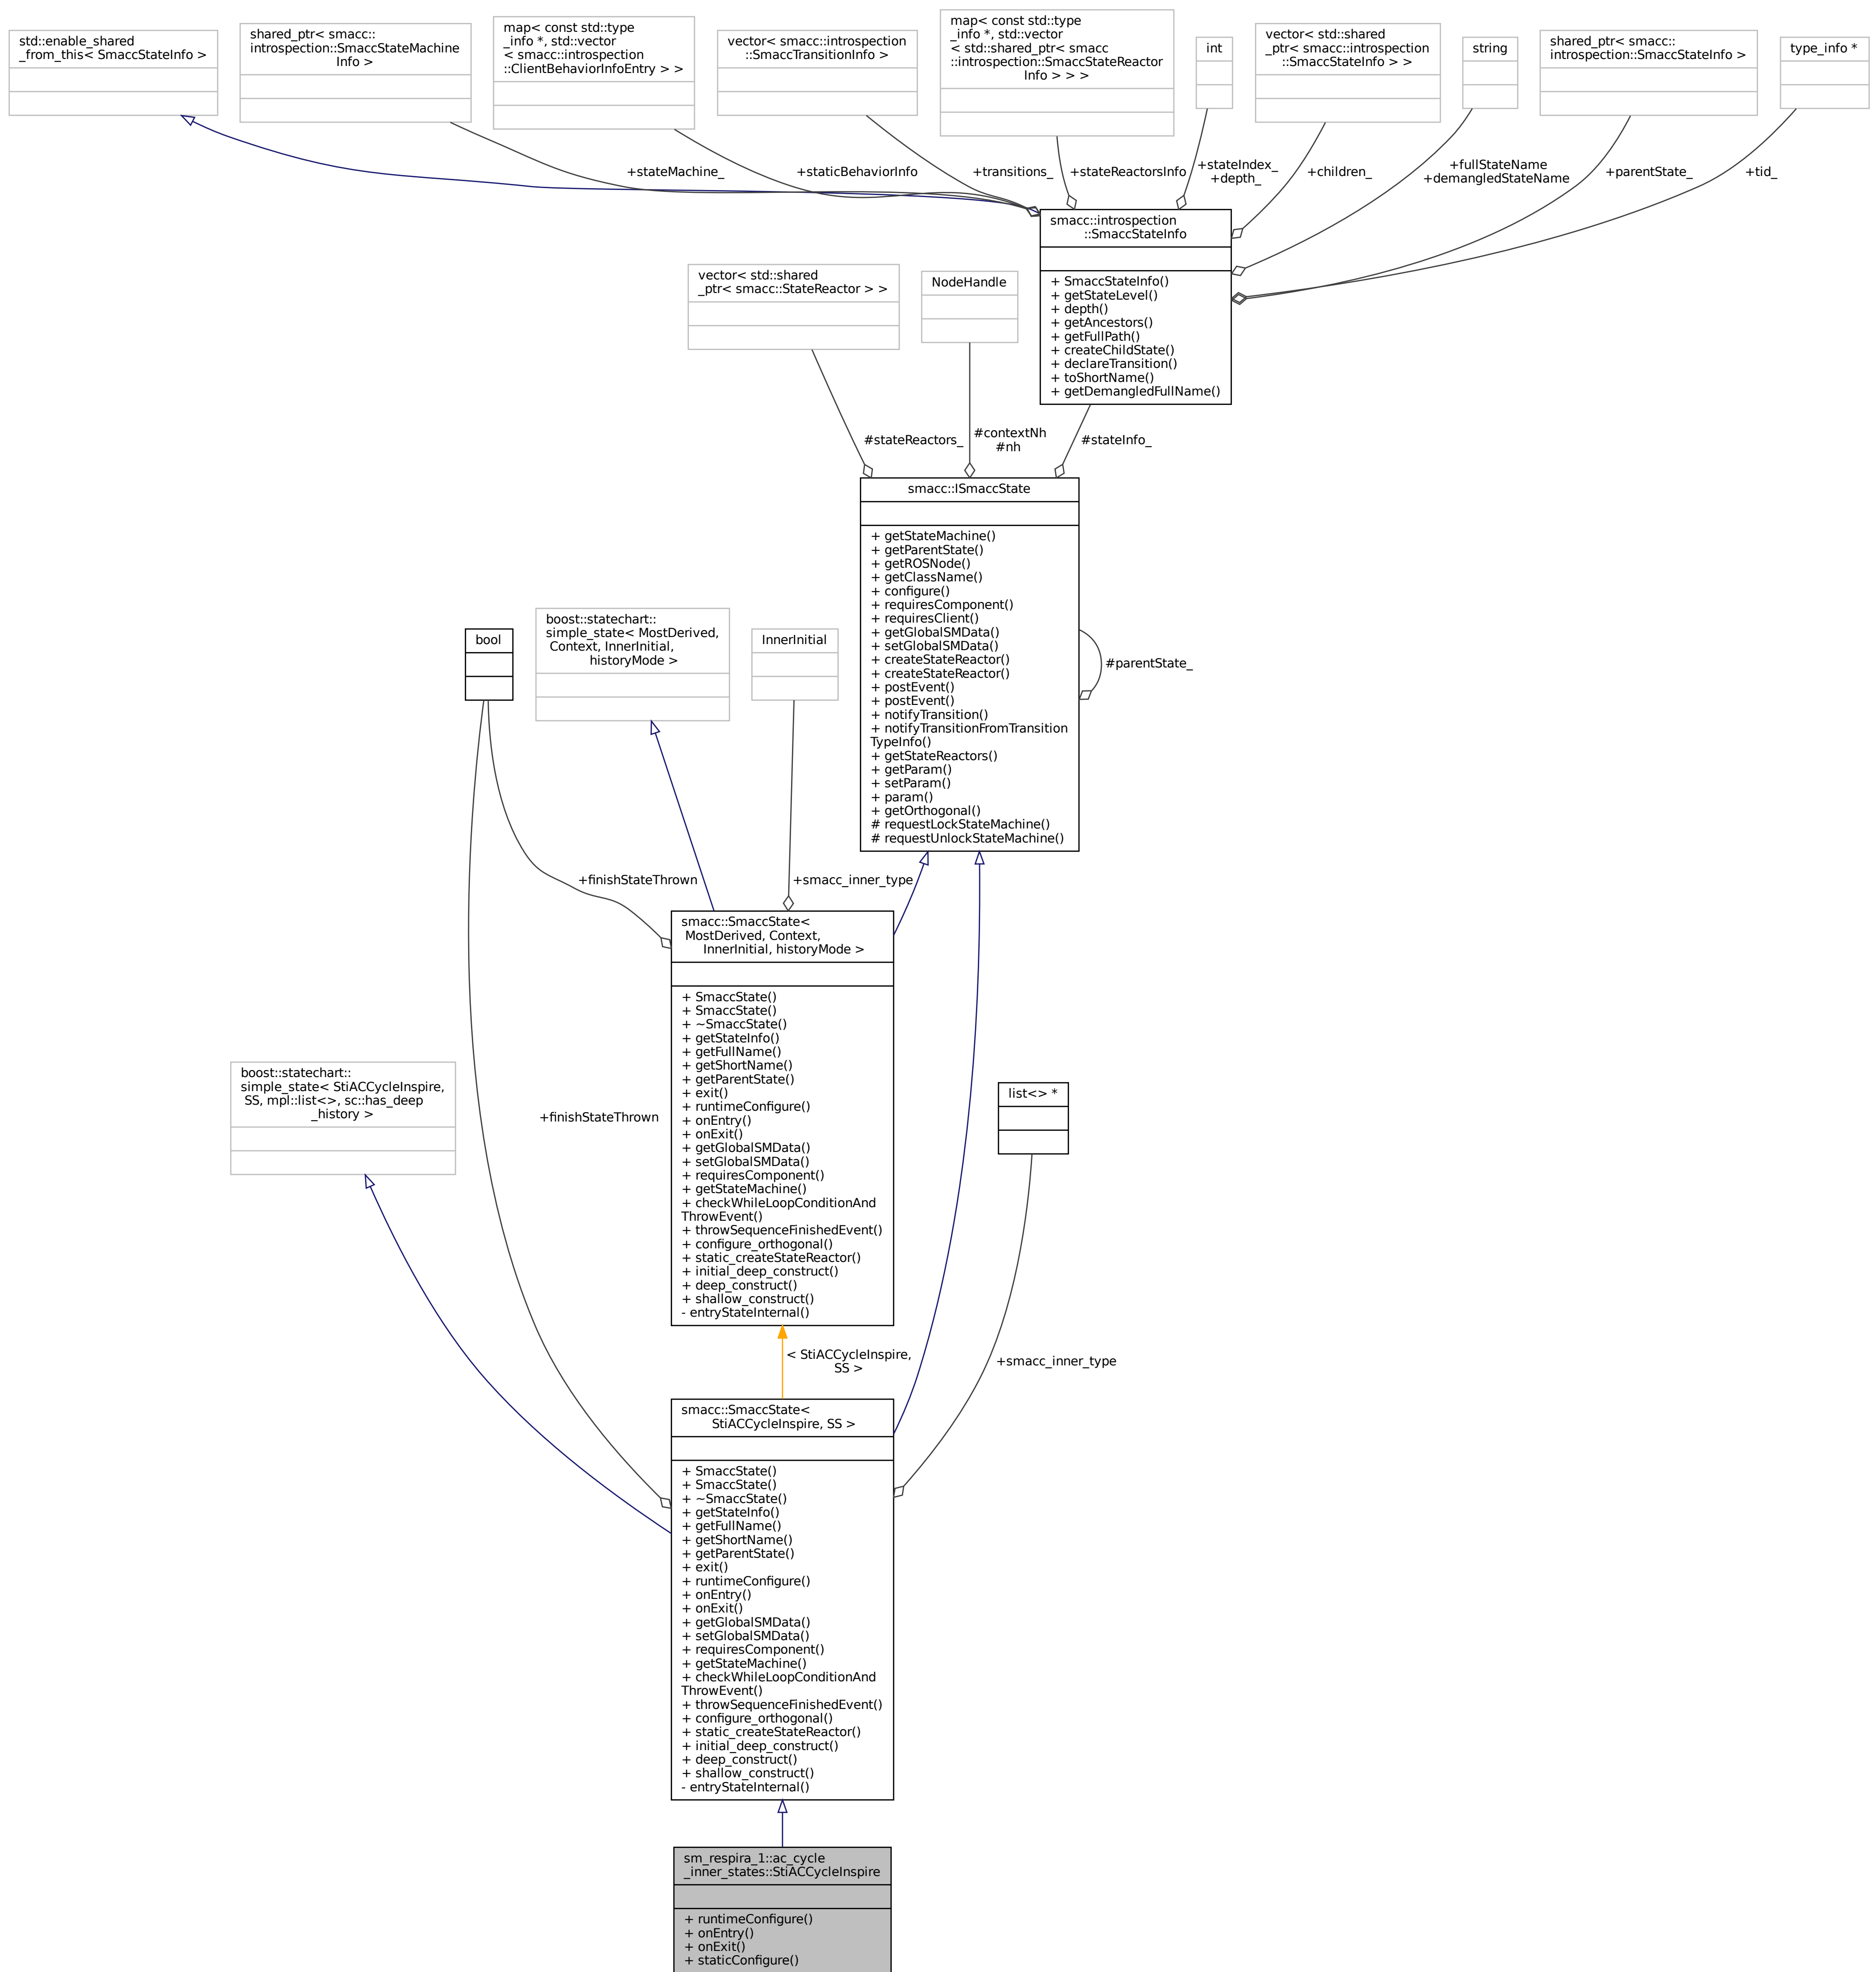 std::enable_shared
_from_this< SmaccStateInfo >
shared_ptr< smacc::
introspection::SmaccStateMachine
Info >
map< const std::type
_info *, std::vector
< smacc::introspection
::ClientBehaviorInfoEntry > >
vector< smacc::introspection
::SmaccTransitionInfo >
map< const std::type
_info *, std::vector
< std::shared_ptr< smacc
::introspection::SmaccStateReactor
Info > > >
int
vector< std::shared
_ptr< smacc::introspection
::SmaccStateInfo > >
string
shared_ptr< smacc::
introspection::SmaccStateInfo >
type_info *
+stateMachine_
+staticBehaviorInfo
+transitions_
+stateReactorsInfo
+stateIndex_
+depth_
+children_
+fullStateName
+demangledStateName
+parentState_
+tid_
smacc::introspection
::SmaccStateInfo
+ SmaccStateInfo()
+ getStateLevel()
+ depth()
+ getAncestors()
+ getFullPath()
+ createChildState()
+ declareTransition()
+ toShortName()
+ getDemangledFullName()
vector< std::shared
_ptr< smacc::StateReactor > >
NodeHandle
#stateReactors_
#contextNh
#nh
#stateInfo_
smacc::ISmaccState
+ getStateMachine()
+ getParentState()
+ getROSNode()
+ getClassName()
+ configure()
+ requiresComponent()
+ requiresClient()
+ getGlobalSMData()
+ setGlobalSMData()
+ createStateReactor()
+ createStateReactor()
+ postEvent()
+ postEvent()
+ notifyTransition()
+ notifyTransitionFromTransition
TypeInfo()
+ getStateReactors()
+ getParam()
+ setParam()
+ param()
+ getOrthogonal()
# requestLockStateMachine()
# requestUnlockStateMachine()
#parentState_
bool
boost::statechart::
simple_state< MostDerived,
Context, InnerInitial,
historyMode >
InnerInitial
+finishStateThrown
+smacc_inner_type
smacc::SmaccState<
MostDerived, Context,
InnerInitial, historyMode >
+ SmaccState()
+ SmaccState()
+ ~SmaccState()
+ getStateInfo()
+ getFullName()
+ getShortName()
+ getParentState()
+ exit()
+ runtimeConfigure()
+ onEntry()
+ onExit()
+ getGlobalSMData()
+ setGlobalSMData()
+ requiresComponent()
+ getStateMachine()
+ checkWhileLoopConditionAnd
ThrowEvent()
+ throwSequenceFinishedEvent()
+ configure_orthogonal()
+ static_createStateReactor()
+ initial_deep_construct()
+ deep_construct()
+ shallow_construct()
- entryStateInternal()
boost::statechart::
simple_state< StiACCycleInspire,
SS, mpl::list<>, sc::has_deep
_history >
+finishStateThrown
list<> *
< StiACCycleInspire,
SS >
+smacc_inner_type
smacc::SmaccState<
StiACCycleInspire, SS >
+ SmaccState()
+ SmaccState()
+ ~SmaccState()
+ getStateInfo()
+ getFullName()
+ getShortName()
+ getParentState()
+ exit()
+ runtimeConfigure()
+ onEntry()
+ onExit()
+ getGlobalSMData()
+ setGlobalSMData()
+ requiresComponent()
+ getStateMachine()
+ checkWhileLoopConditionAnd
ThrowEvent()
+ throwSequenceFinishedEvent()
+ configure_orthogonal()
+ static_createStateReactor()
+ initial_deep_construct()
+ deep_construct()
+ shallow_construct()
- entryStateInternal()
sm_respira_1::ac_cycle
_inner_states::StiACCycleInspire
+ runtimeConfigure()
+ onEntry()
+ onExit()
+ staticConfigure()